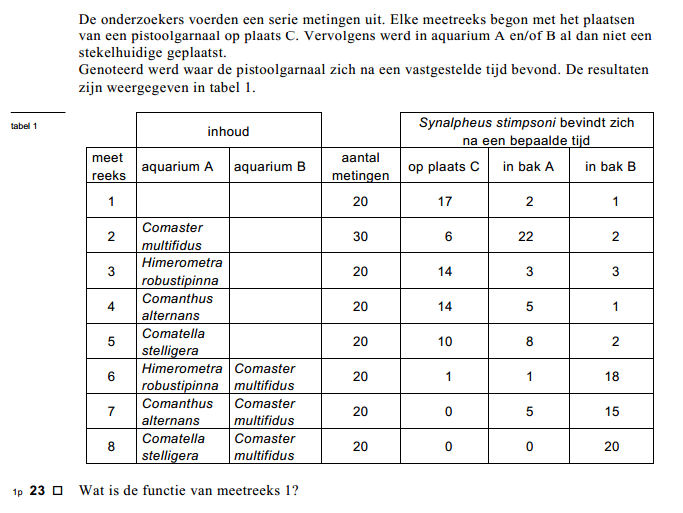 De onderzoekers voerden een serie metingen uit. Elke meetreeks begon met het plaatsen
van een pistoolgarnaal op plaats C. Vervolgens werd in aquarium A en/of B al dan niet een
stekelhuidige geplaatst.
Genoteerd werd waar de pistoolgarnaal zich na een vastgestelde tijd bevond. De resultaten
zijn weergegeven in tabel 1.
tabel 1
inhoud
Synalpheus stimpsoni bevindt zich
na een bepaalde tijd
meet
reeks
aquarium A
aquarium B
aantal
metingen
op plaats C
in bak A
in bak B
1 20 17 2 1
2 Comaster
multifidus 30 6 22 2
3 Himerometra
robustipinna 20 14 3 3
4 Comanthus
alternans 20 14 5 1
5 Comatella
stelligera 20 10 8 2
6 Himerometra
robustipinna Comaster
multifidus 20 1 1 18
7 Comanthus
alternans Comaster
multifidus 20 0 5 15
8 Comatella
stelligera Comaster
multifidus 20 0 0 20
1p 23 □ Wat is de functie van meetreeks 1?